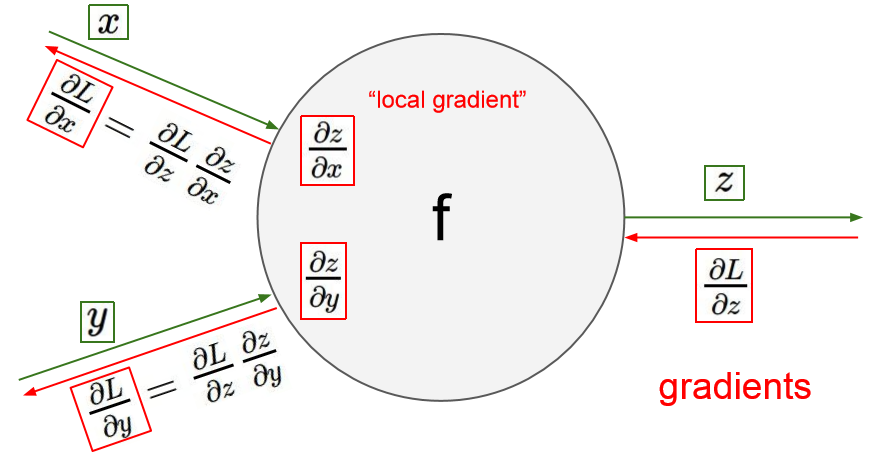 x
∂L/∂x = ∂L/∂z ∂z/∂x
"local gradient"
∂z/∂x
f
z
∂z/∂y
∂L/∂z
y
∂L/∂y = ∂L/∂z ∂z/∂y
gradients